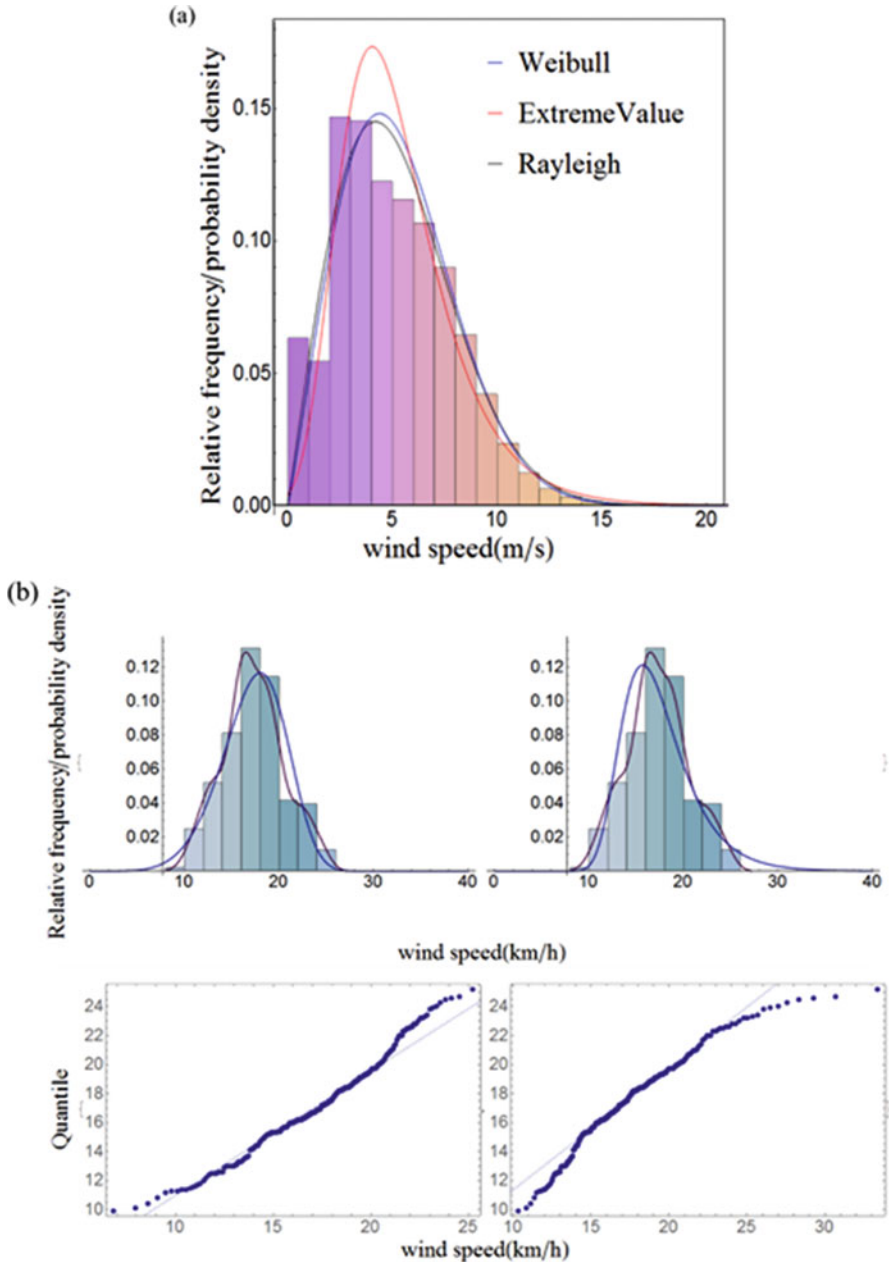 (a)
Relative frequency/probability density
0.15
0.10
0.05
0.00
Weibull
ExtremeValue
Rayleigh
0 5 10 15 20
wind speed(m/s)
(b)
Relative frequency/probability density
0.12
0.10
0.08
0.06
0.04
0.02
0 10 20 30 40
0.12
0.10
0.08
0.06
0.04
0.02
0 10 20 30 40
wind speed(km/h)
Quantile
24
22
20
18
16
14
12
10
10 15 20 25
24
22
20
18
16
14
12
10
10 15 20 25 30
wind speed(km/h)